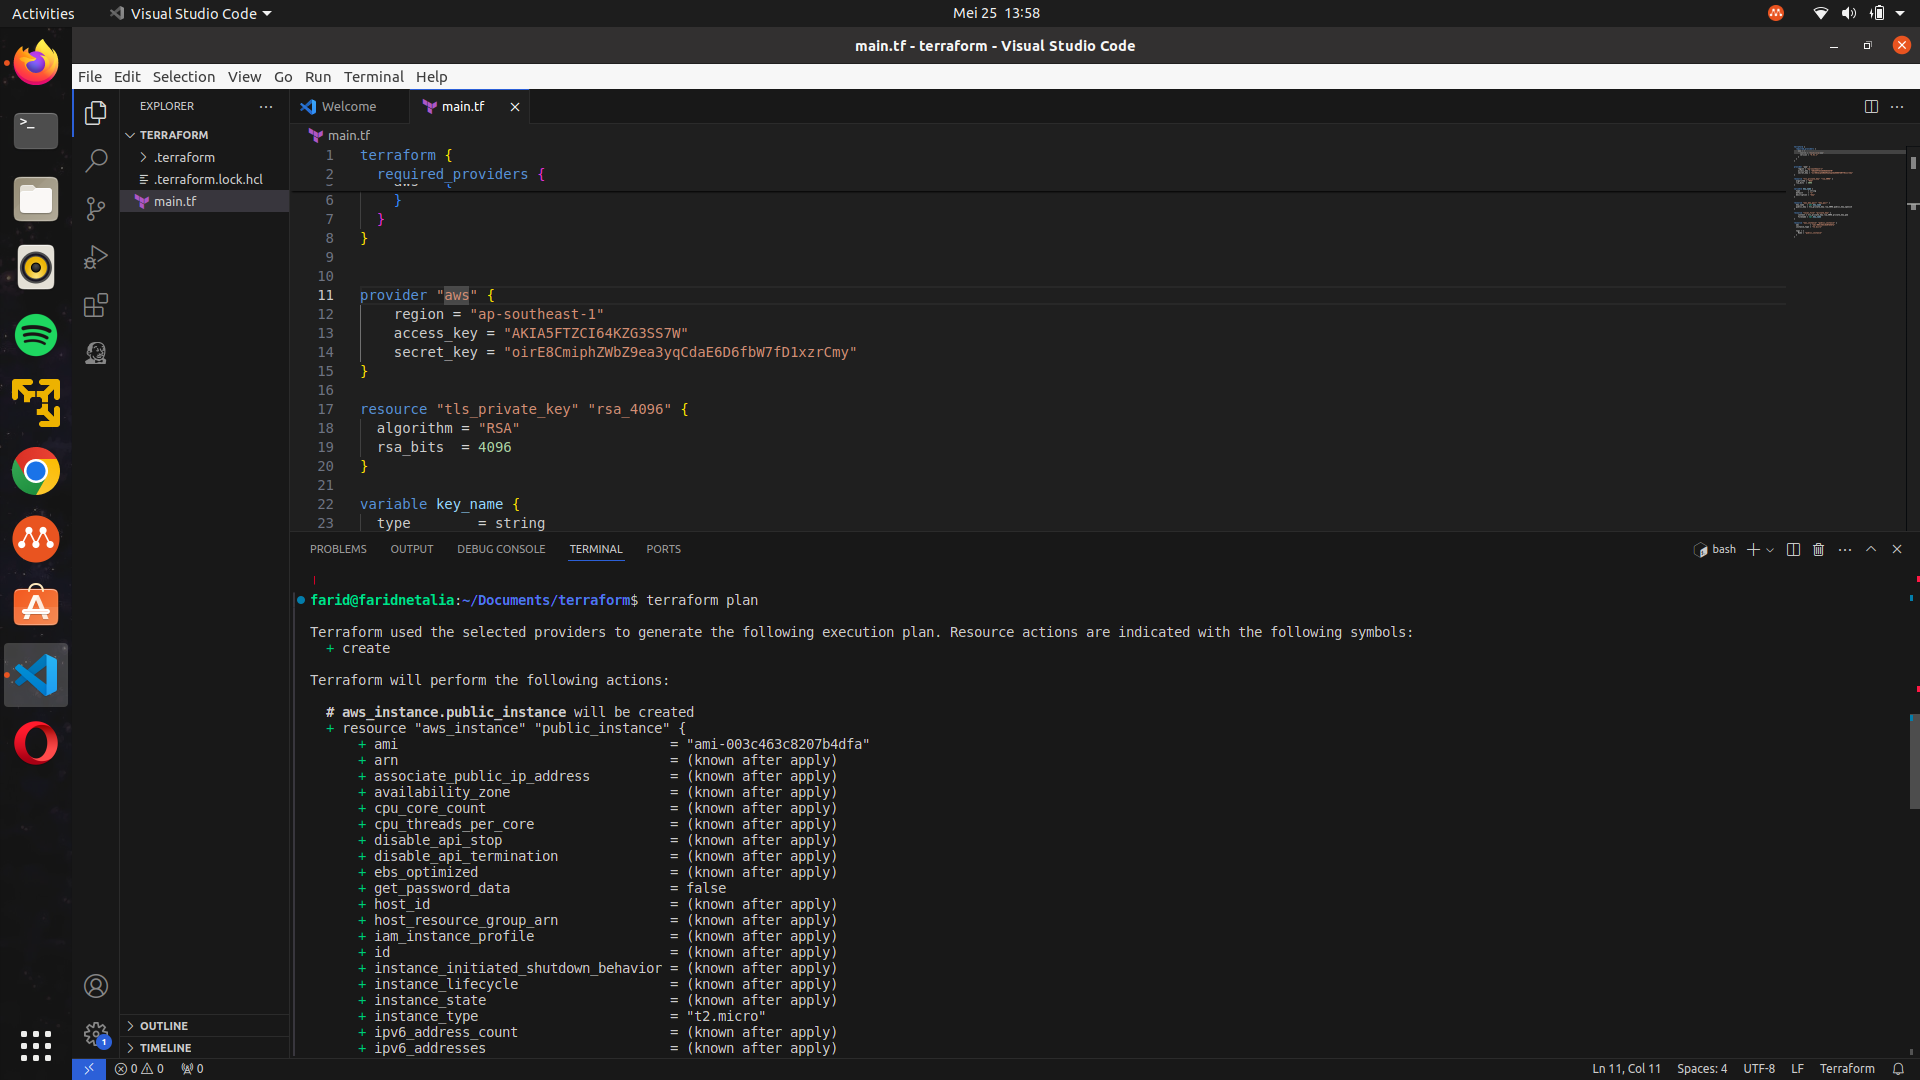 Activities
Visual Studio Code
Mei 25 13:58
main.tf - terraform - Visual Studio Code
File Edit Selection View Go Run Terminal Help
EXPLORER
Welcome
main.tf
TERRAFORM
.terraform
.terraform.lock.hcl
main.tf
main.tf
1 terraform {
2 required_providers {
6 }
7 }
8 }
9
10
11 provider "aws" {
12 region = "ap-southeast-1"
13 access_key = "AKIA5FTZCI64KZG3SS7W"
14 secret_key = "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"
15 }
16
17 resource "tls_private_key" "rsa_4096" {
18 algorithm = "RSA"
19 rsa_bits = 4096
20 }
21
22 variable key_name {
23 type = string
PROBLEMS OUTPUT DEBUG CONSOLE TERMINAL PORTS
bash
farid@faridnetalia:~/Documents/terraform$ terraform plan
Terraform used the selected providers to generate the following execution plan. Resource actions are indicated with the following symbols:
+ create
Terraform will perform the following actions:
# aws_instance.public_instance will be created
+ resource "aws_instance" "public_instance" {
+ ami = "ami-003c463c8207b4dfa"
+ arn = (known after apply)
+ associate_public_ip_address = (known after apply)
+ availability_zone = (known after apply)
+ cpu_core_count = (known after apply)
+ cpu_threads_per_core = (known after apply)
+ disable_api_stop = (known after apply)
+ disable_api_termination = (known after apply)
+ ebs_optimized = (known after apply)
+ get_password_data = false
+ host_id = (known after apply)
+ host_resource_group_arn = (known after apply)
+ iam_instance_profile = (known after apply)
+ id = (known after apply)
+ instance_initiated_shutdown_behavior = (known after apply)
+ instance_lifecycle = (known after apply)
+ instance_state = (known after apply)
+ instance_type = "t2.micro"
+ ipv6_address_count = (known after apply)
+ ipv6_addresses = (known after apply)
OUTLINE
TIMELINE
1
0 0 0
Ln 11, Col 11 Spaces: 4 UTF-8 LF Terraform